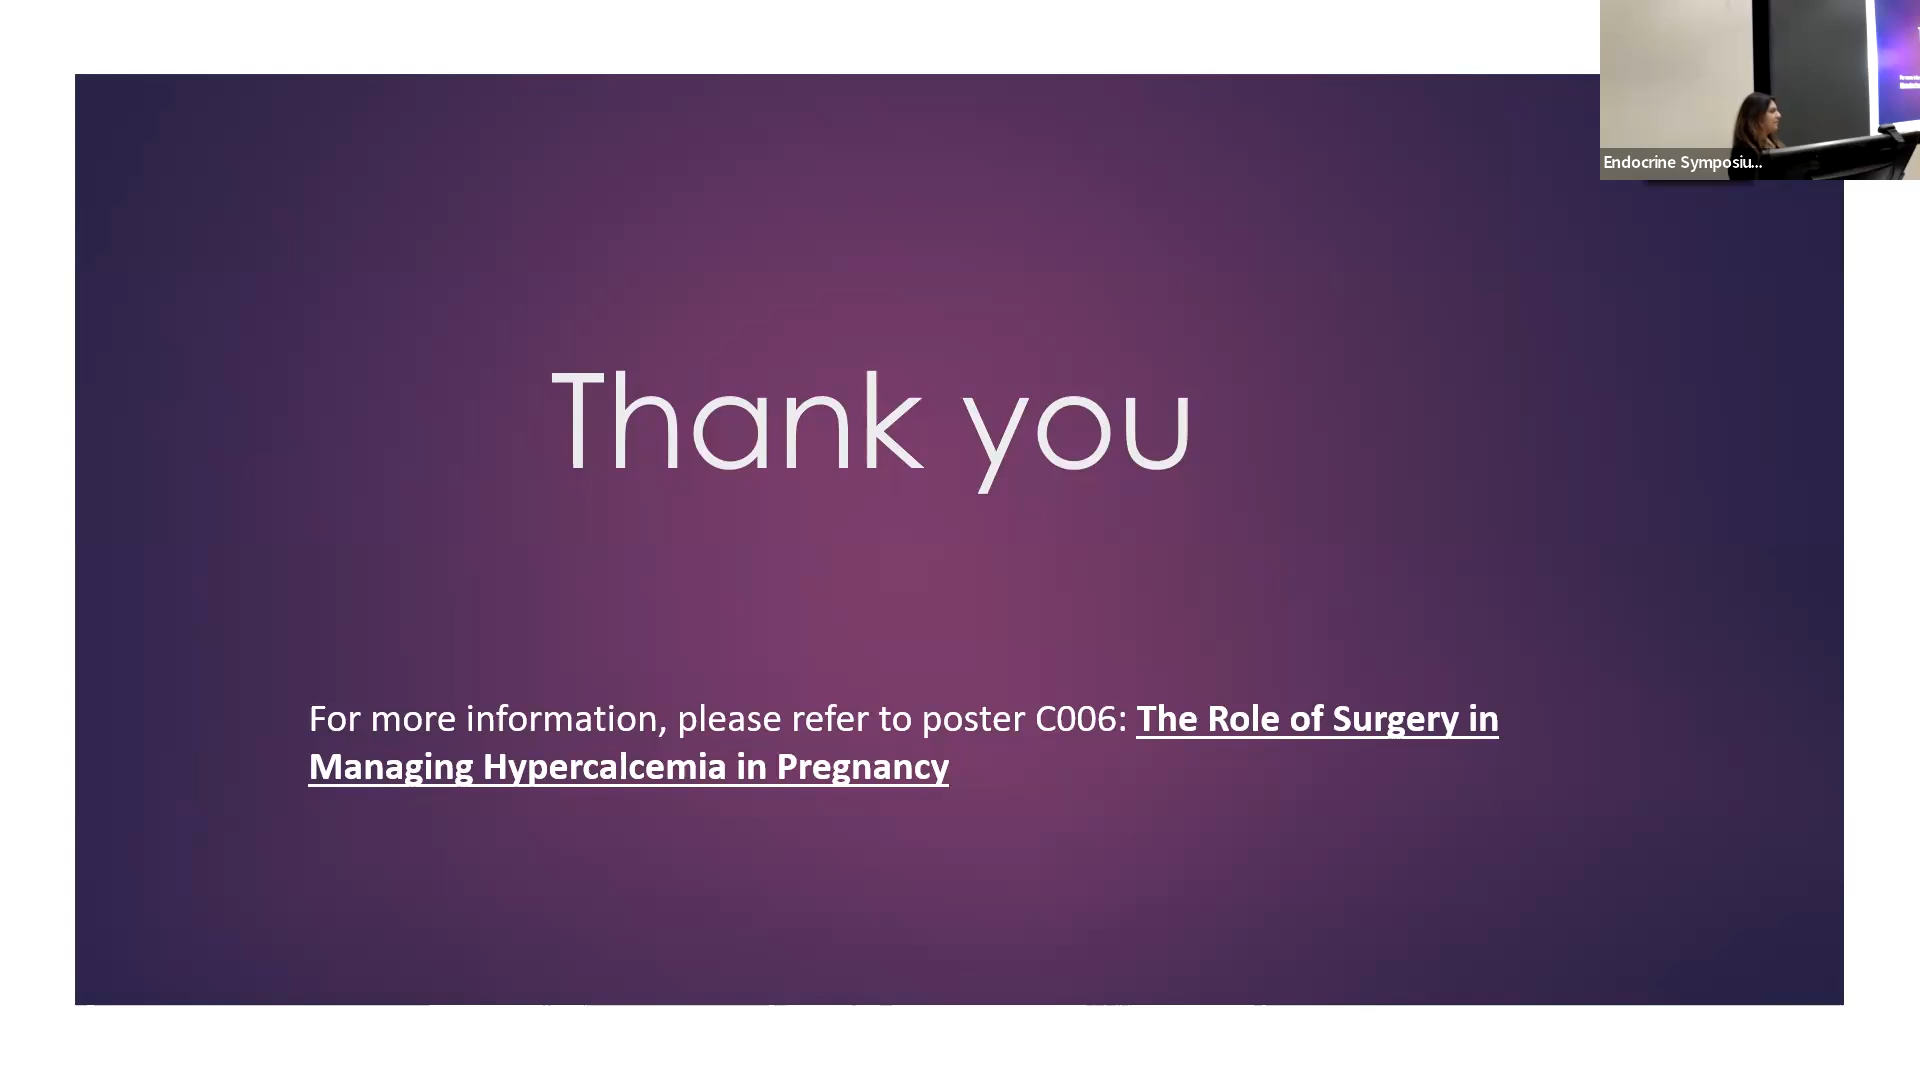 Endocrine Symposiu...
Thank you
For more information, please refer to poster C006: The Role of Surgery in
Managing Hypercalcemia in Pregnancy